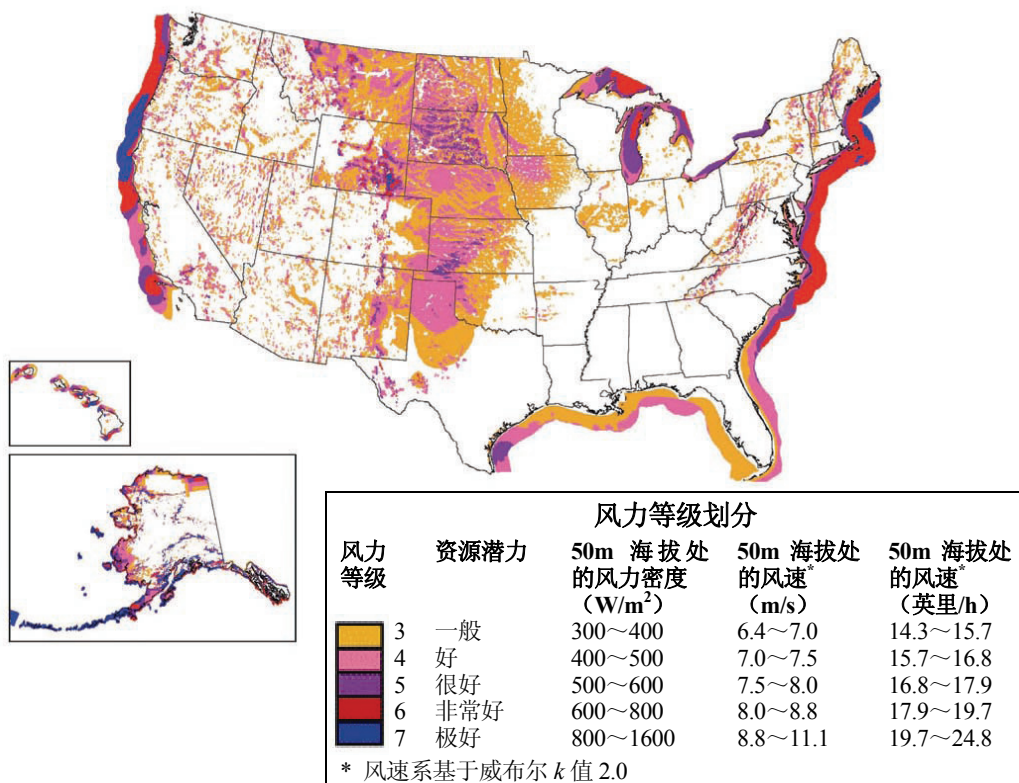 风力等级划分
风力等级 资源潜力 50m 海拔处的风力密度（W/m²） 50m 海拔处的风速*（m/s） 50m 海拔处的风速*（英里/h）
3 一般 300～400 6.4～7.0 14.3～15.7
4 好 400～500 7.0～7.5 15.7～16.8
5 很好 500～600 7.5～8.0 16.8～17.9
6 非常好 600～800 8.0～8.8 17.9～19.7
7 极好 800～1600 8.8～11.1 19.7～24.8
* 风速系基于威布尔 k 值 2.0